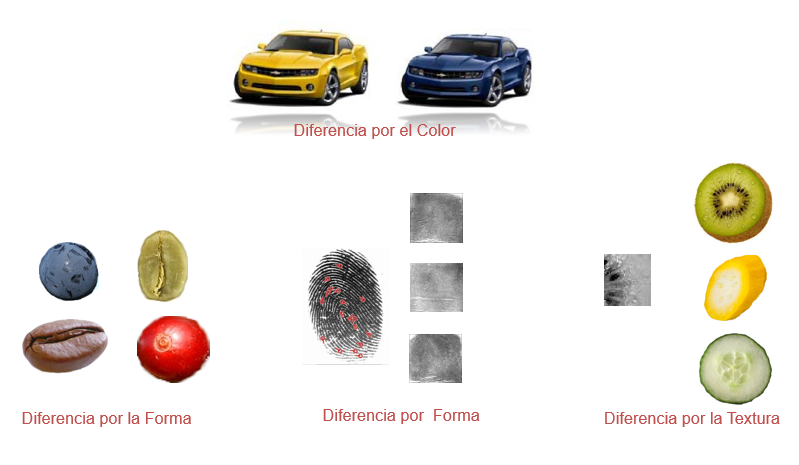 Diferencia por el Color
Diferencia por la Forma
Diferencia por  Forma
Diferencia por la Textura